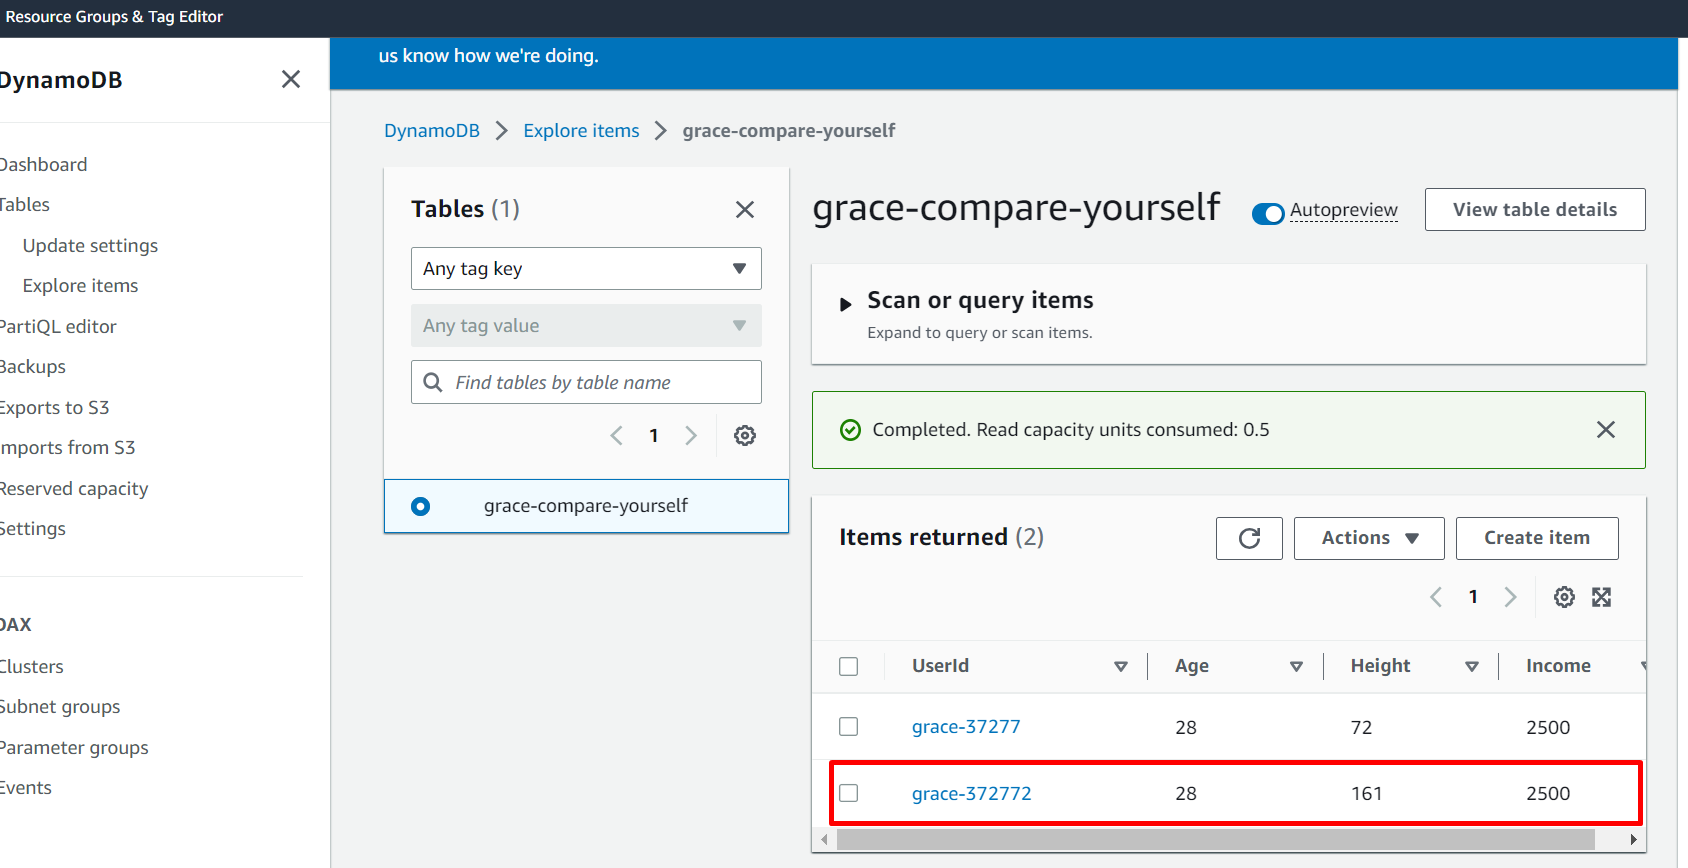 Resource Groups & Tag Editor
us know how we're doing.
DynamoDB
Dashboard
Tables
Update settings
Explore items
PartiQL editor
Backups
Exports to S3
Imports from S3
Reserved capacity
Settings
DAX
Clusters
Subnet groups
Parameter groups
Events
DynamoDB > Explore items > grace-compare-yourself
Tables (1)
Any tag key
Any tag value
Find tables by table name
1
grace-compare-yourself
grace-compare-yourself Autopreview View table details
Scan or query items
Expand to query or scan items.
Completed. Read capacity units consumed: 0.5
Items returned (2) Actions Create item
1
UserId Age Height Income
grace-37277 28 72 2500
grace-372772 28 161 2500